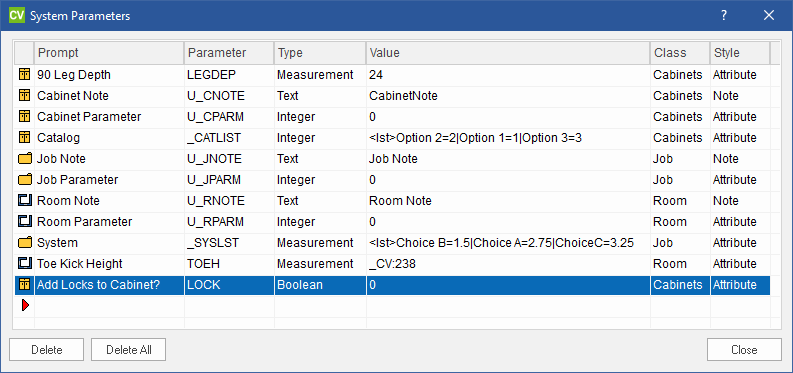 CV System Parameters ?
Prompt Parameter Type Value Class Style
90 Leg Depth LEGDEP Measurement 24 Cabinets Attribute
Cabinet Note U_CNOTE Text CabinetNote Cabinets Note
Cabinet Parameter U_CPARM Integer 0 Cabinets Attribute
Catalog _CATLIST Integer <lst>Option 2=2|Option 1=1|Option 3=3 Cabinets Attribute
Job Note U_JNOTE Text Job Note Job Note
Job Parameter U_JPARM Integer 0 Job Attribute
Room Note U_RNOTE Text Room Note Room Note
Room Parameter U_RPARM Integer 0 Room Attribute
System _SYSLST Measurement <lst>Choice B=1.5|Choice A=2.75|ChoiceC=3.25 Job Attribute
Toe Kick Height TOEH Measurement _CV:238 Room Attribute
Add Locks to Cabinet? LOCK Boolean 0 Cabinets Attribute
Delete Delete All Close